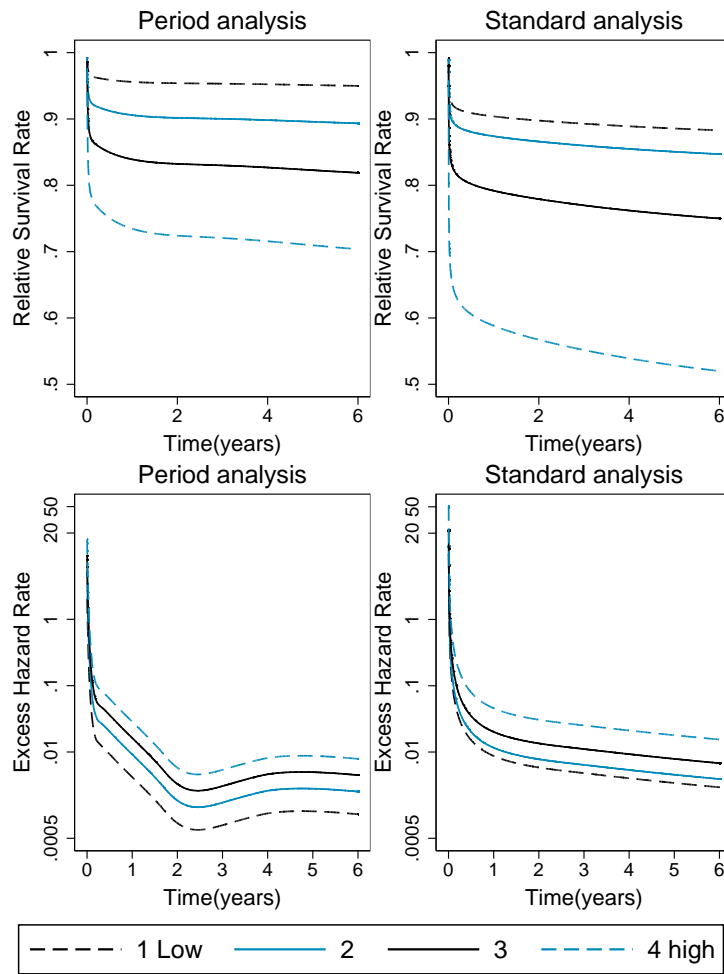 Period analysis
Standard analysis
Relative Survival Rate
1
.9
.8
.7
.6
.5
0 2 4 6
Time(years)
Relative Survival Rate
1
.9
.8
.7
.6
.5
0 2 4 6
Time(years)
Period analysis
Standard analysis
Excess Hazard Rate
20 50
1
.1
.01
.0005
0 1 2 3 4 5 6
Time(years)
Excess Hazard Rate
20 50
1
.1
.01
.0005
0 1 2 3 4 5 6
Time(years)
1 Low 2 3 4 high